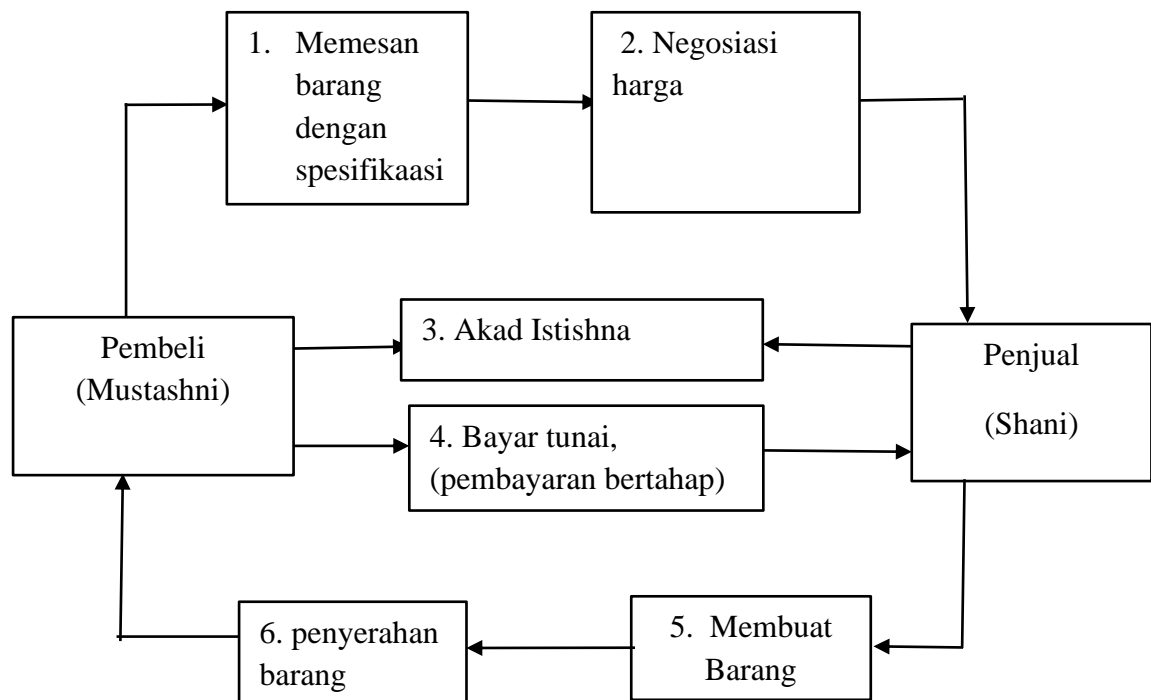 1. Memesan
barang
dengan
spesifikaasi
2. Negosiasi
harga
Pembeli
(Mustashni)
3. Akad Istishna
Penjual
(Shani)
4. Bayar tunai,
(pembayaran bertahap)
6. penyerahan
barang
5. Membuat
Barang